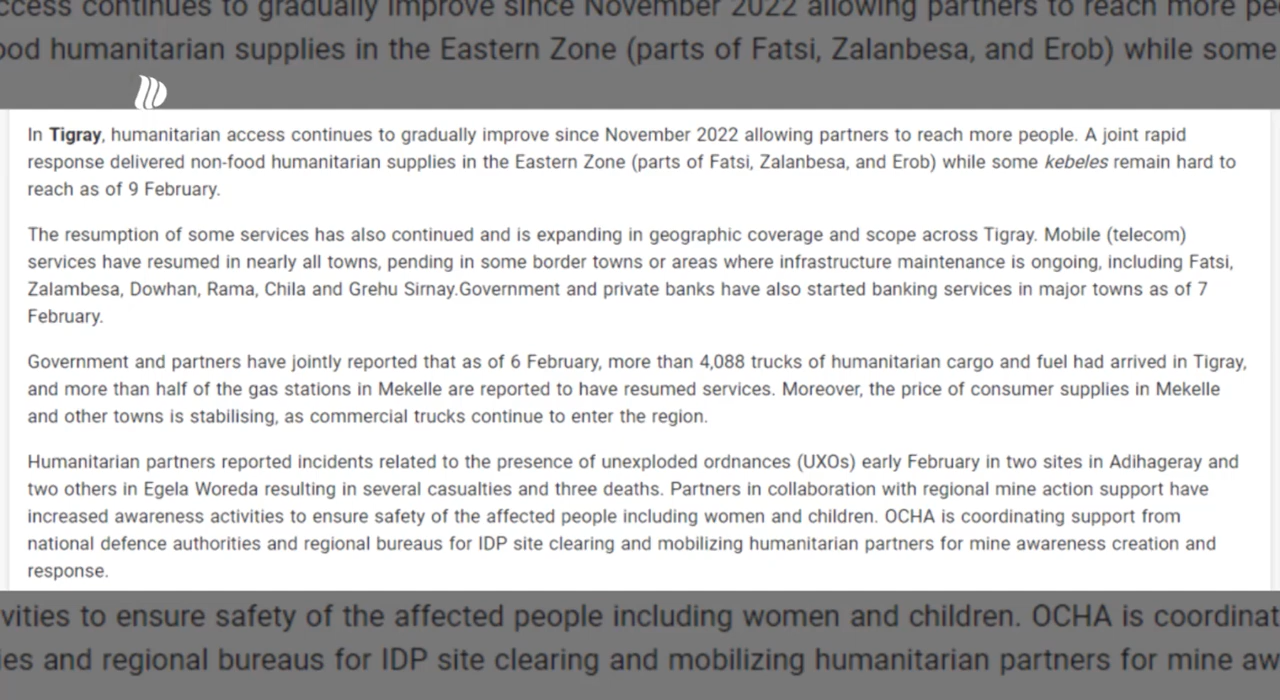 ccess continues to gradually improve since November 2022 allowing partners to reach more pe
ood humanitarian supplies in the Eastern Zone (parts of Fatsi, Zalanbesa, and Erob) while some
In Tigray, humanitarian access continues to gradually improve since November 2022 allowing partners to reach more people. A joint rapid
response delivered non-food humanitarian supplies in the Eastern Zone (parts of Fatsi, Zalanbesa, and Erob) while some kebeles remain hard to
reach as of 9 February.
The resumption of some services has also continued and is expanding in geographic coverage and scope across Tigray. Mobile (telecom)
services have resumed in nearly all towns, pending in some border towns or areas where infrastructure maintenance is ongoing, including Fatsi,
Zalambesa, Dowhan, Rama, Chila and Grehu Sirnay.Government and private banks have also started banking services in major towns as of 7
February.
Government and partners have jointly reported that as of 6 February, more than 4,088 trucks of humanitarian cargo and fuel had arrived in Tigray,
and more than half of the gas stations in Mekelle are reported to have resumed services. Moreover, the price of consumer supplies in Mekelle
and other towns is stabilising, as commercial trucks continue to enter the region.
Humanitarian partners reported incidents related to the presence of unexploded ordnances (UXOs) early February in two sites in Adihageray and
two others in Egela Woreda resulting in several casualties and three deaths. Partners in collaboration with regional mine action support have
increased awareness activities to ensure safety of the affected people including women and children. OCHA is coordinating support from
national defence authorities and regional bureaus for IDP site clearing and mobilizing humanitarian partners for mine awareness creation and
response.
vities to ensure safety of the affected people including women and children. OCHA is coordinat
ies and regional bureaus for IDP site clearing and mobilizing humanitarian partners for mine aw